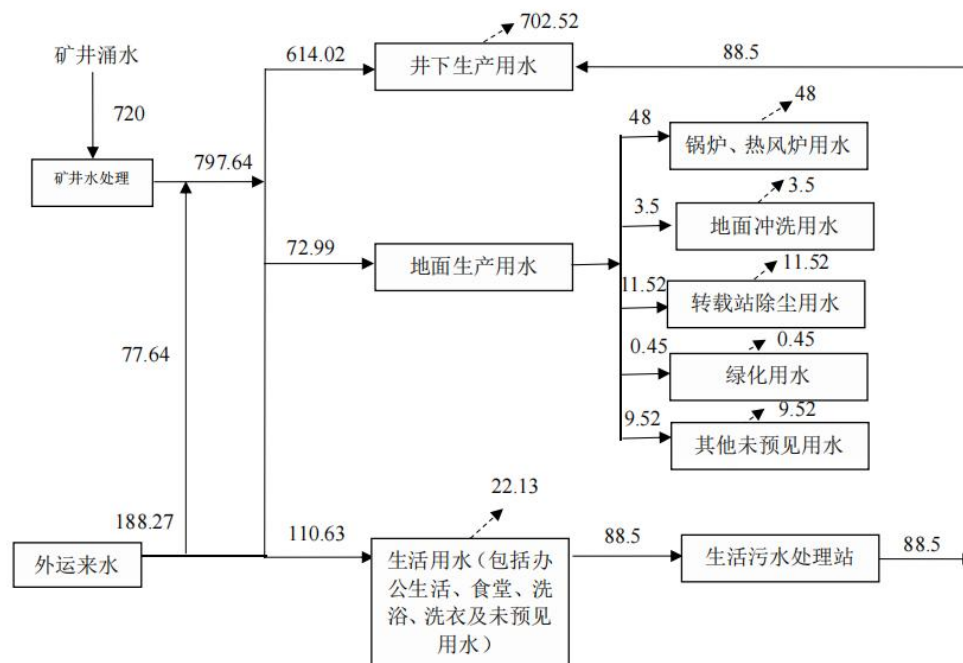 702.52
矿井涌水
614.02
井下生产用水
88.5
48
720
48
锅炉、热风炉用水
797.64
矿井水处理
3.5
3.5
地面冲洗用水
72.99
地面生产用水
11.52
11.52
转载站除尘用水
77.64
0.45
0.45
绿化用水
9.52
9.52
其他未预见用水
22.13
188.27
110.63
88.5
88.5
外运来水
生活用水（包括办
公生活、食堂、洗
浴、洗衣及未预见
用水）
生活污水处理站